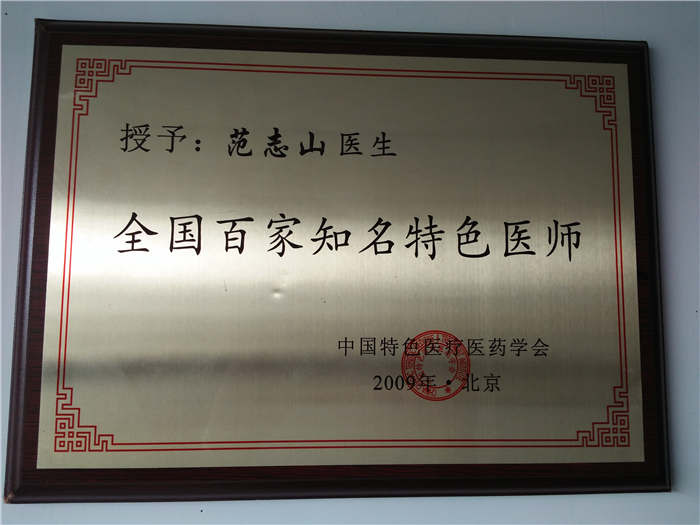 授予：范志山医生
全国百家知名特色医师
中国特色医疗医药学会
2009年·北京